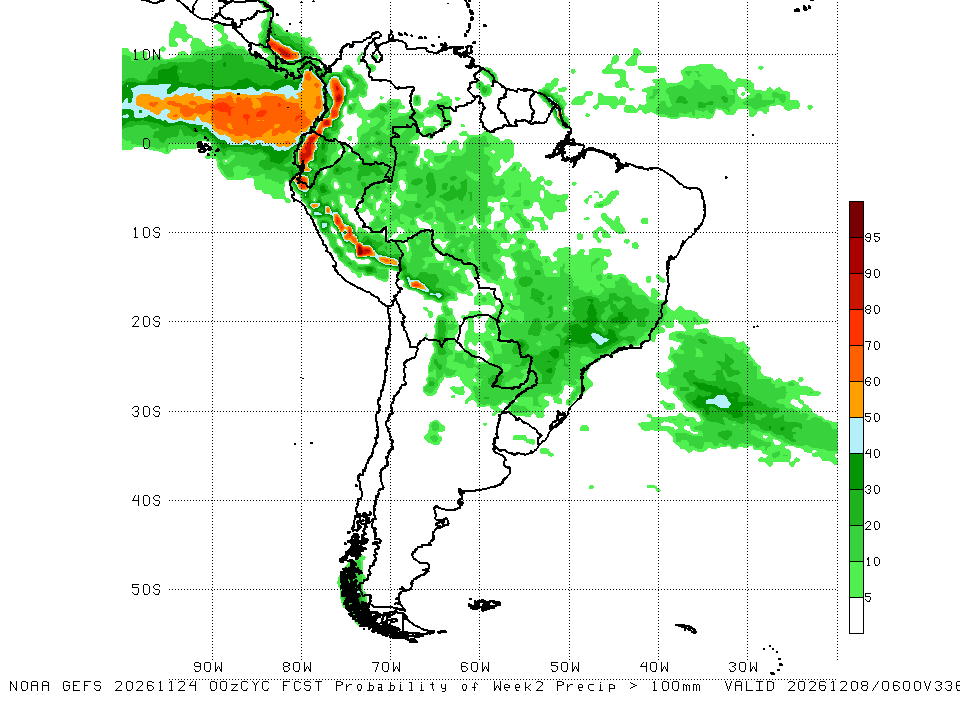 10N
0
10S
20S
30S
40S
50S
90W 80W 70W 60W 50W 40W 30W
95
90
80
70
60
50
40
30
20
10
5
NOAA GEFS 20261124 00zCYC FCST Probability of Week2 Precip > 100mm VALID 20261208/0600V336